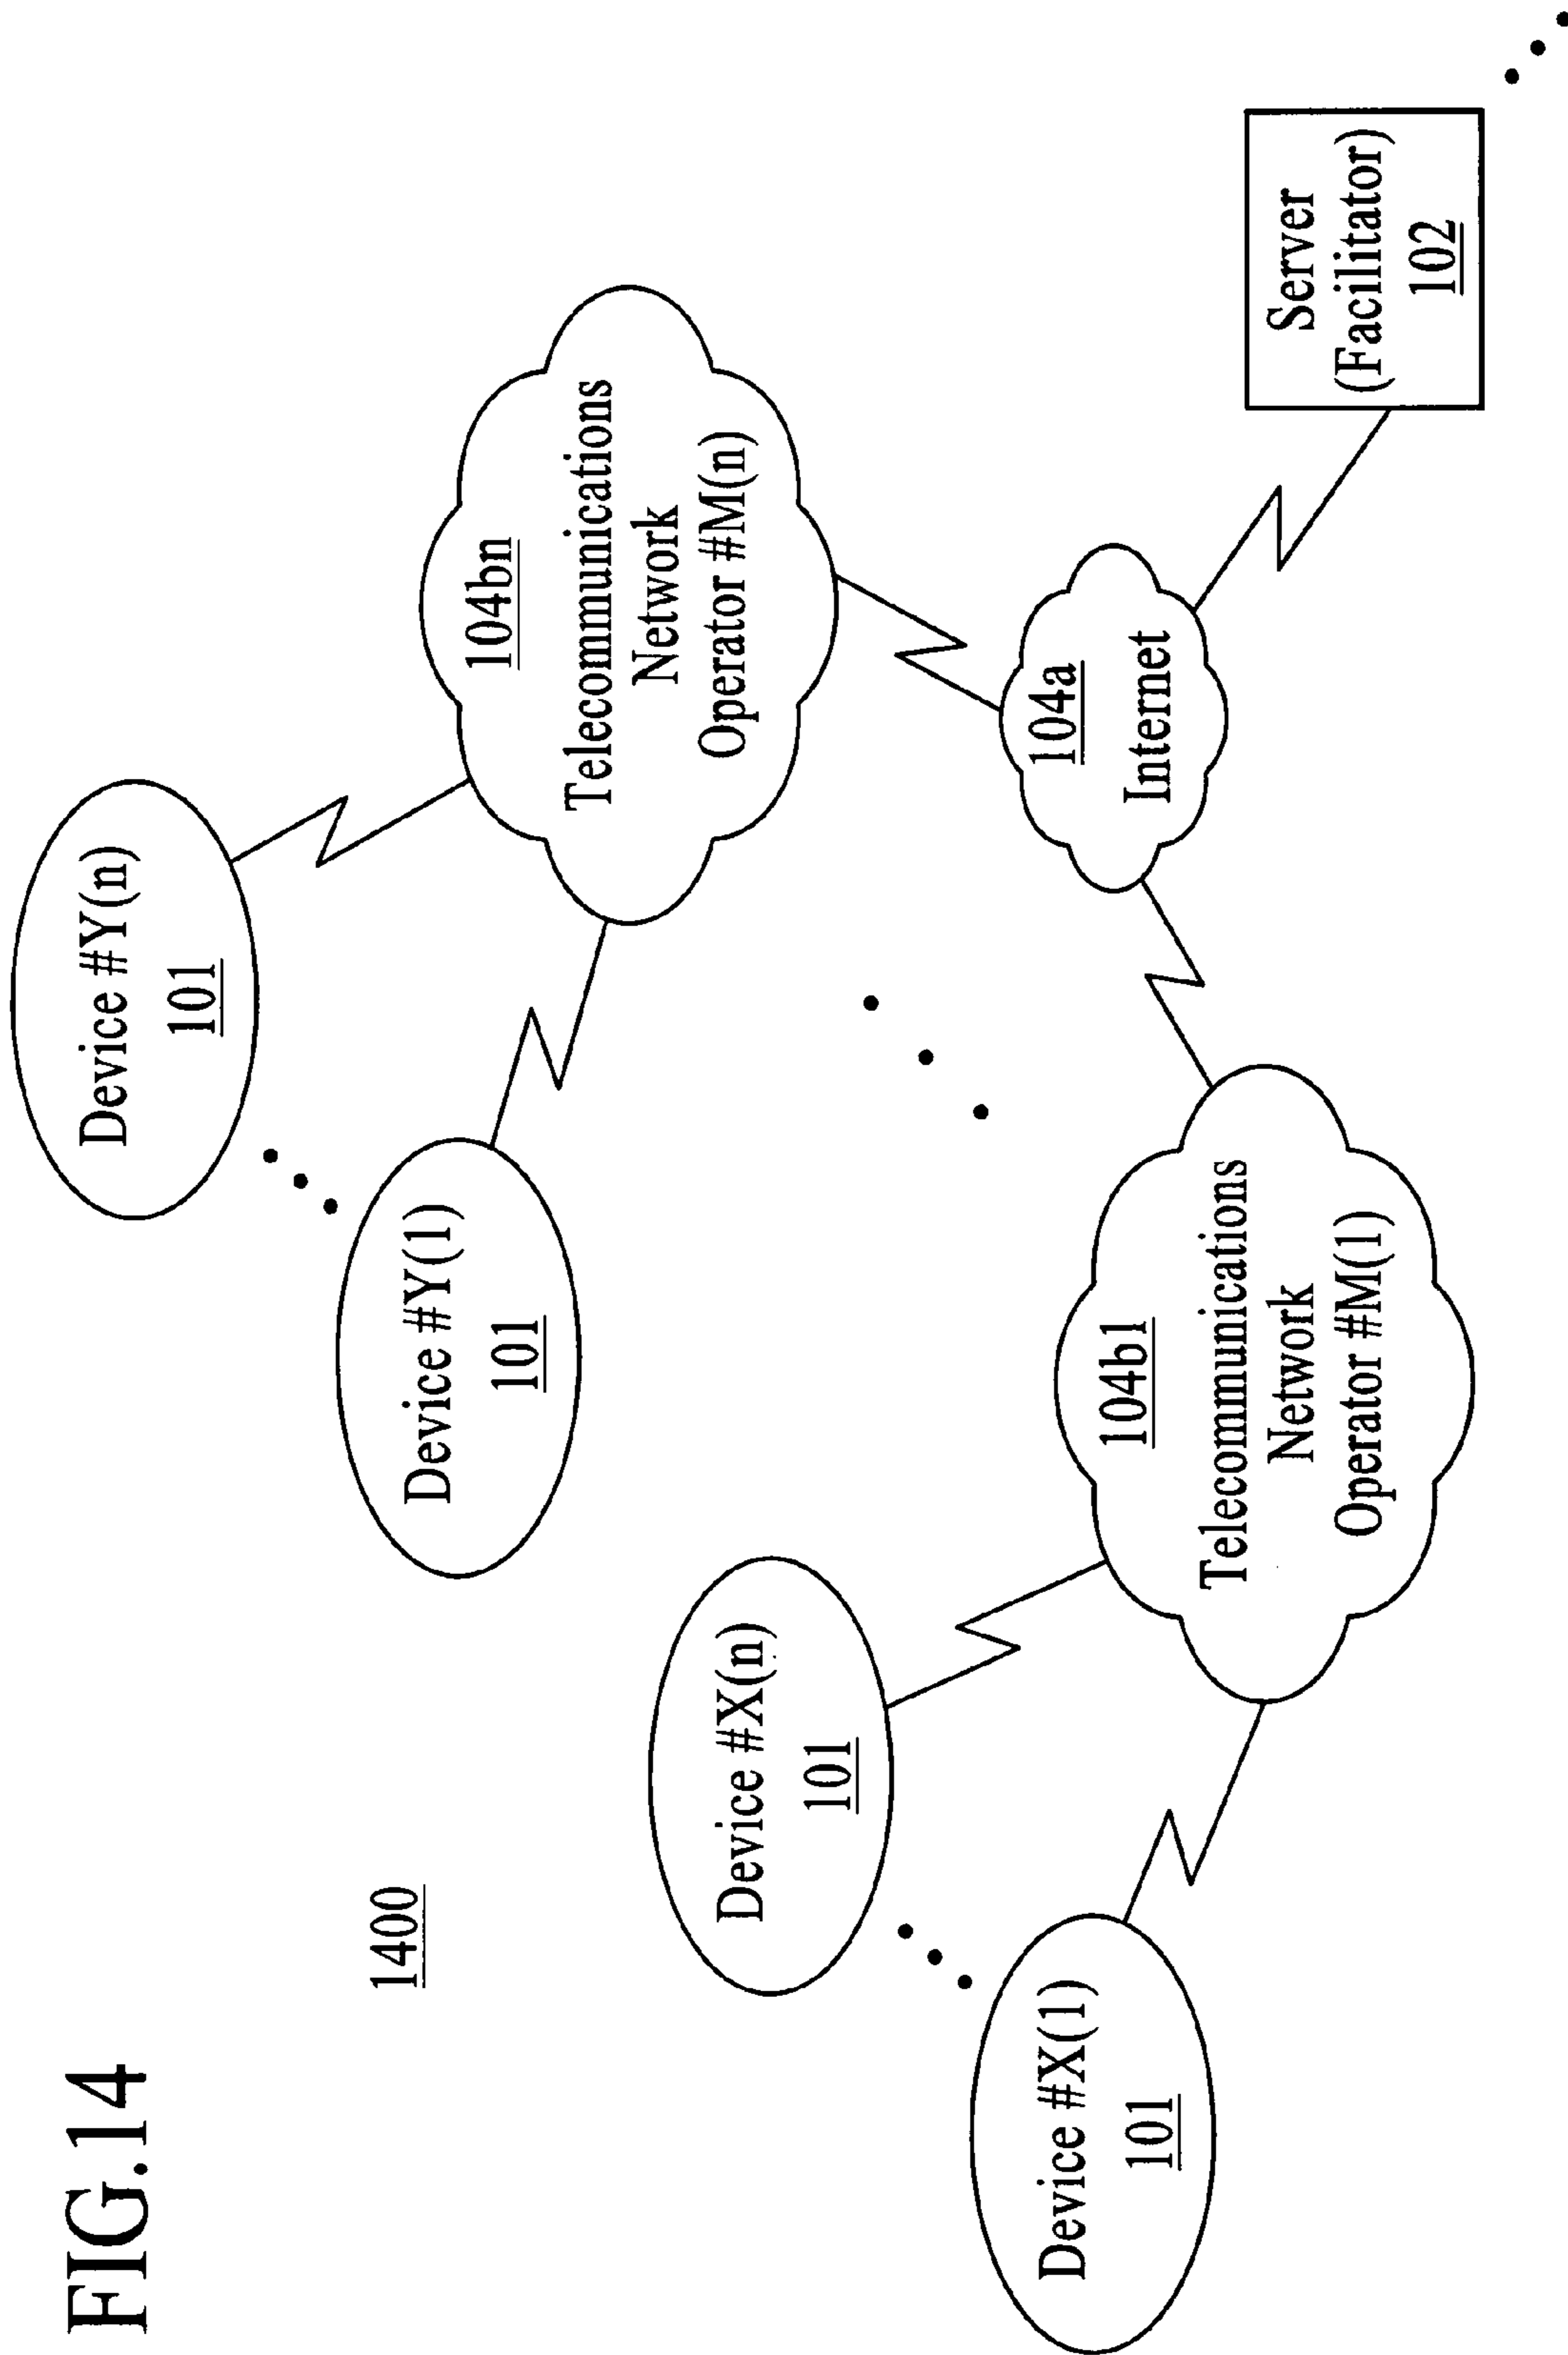 FIG.14
1400
Device #Y(n)
101
Device #Y(1)
101
104bn
Telecommunications
Network
Operator #M(n)
Device #X(n)
101
Device #X(1)
101
104b1
Telecommunications
Network
Operator #M(1)
104a
Internet
Server
(Facilitator)
102